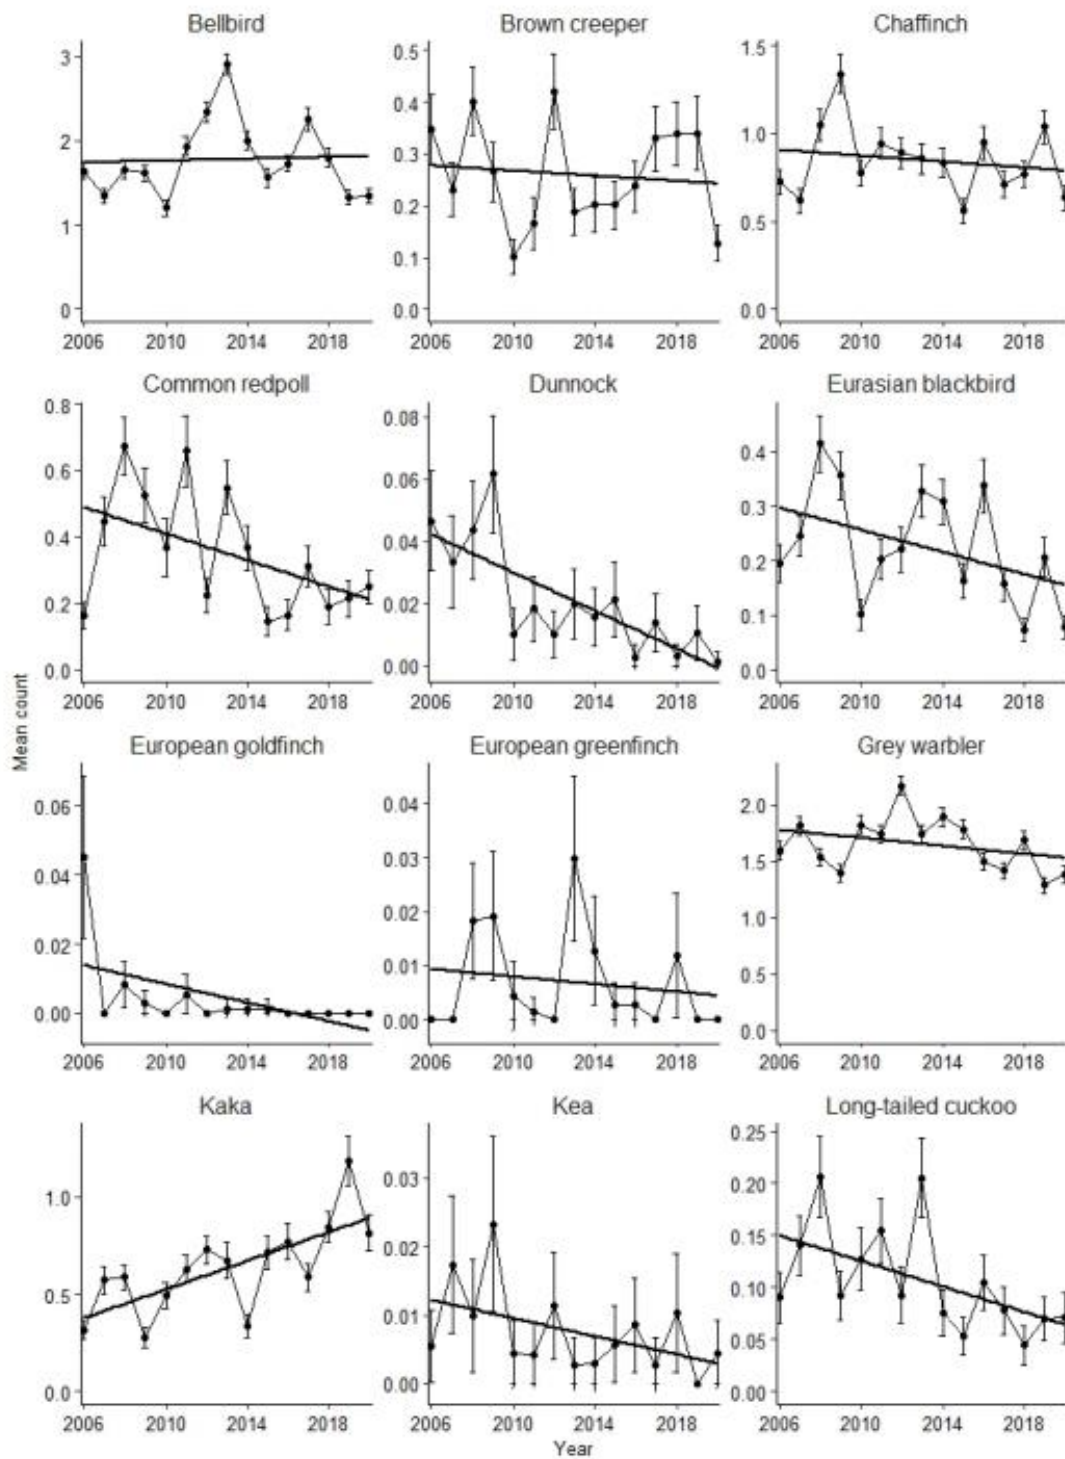 Bellbird Brown creeper Chaffinch
3 0.5 1.5
2 0.4 1.0
1 0.3 0.5
0 0.2 0.0
0.1
0.0
2006 2010 2014 2018 2006 2010 2014 2018 2006 2010 2014 2018
Common redpoll Dunnock Eurasian blackbird
0.8 0.08 0.4
0.6 0.06 0.3
0.4 0.04 0.2
0.2 0.02 0.1
0.0 0.00 0.0
2006 2010 2014 2018 2006 2010 2014 2018 2006 2010 2014 2018
Mean count
European goldfinch European greenfinch Grey warbler
0.06 0.04 2.0
0.04 0.03 1.5
0.02 0.02 1.0
0.00 0.01 0.5
0.00 0.0
2006 2010 2014 2018 2006 2010 2014 2018 2006 2010 2014 2018
Kaka Kea Long-tailed cuckoo
1.0 0.03 0.25
0.5 0.02 0.20
0.0 0.01 0.15
0.00 0.10
0.05
0.00
2006 2010 2014 2018 2006 2010 2014 2018 2006 2010 2014 2018
Year